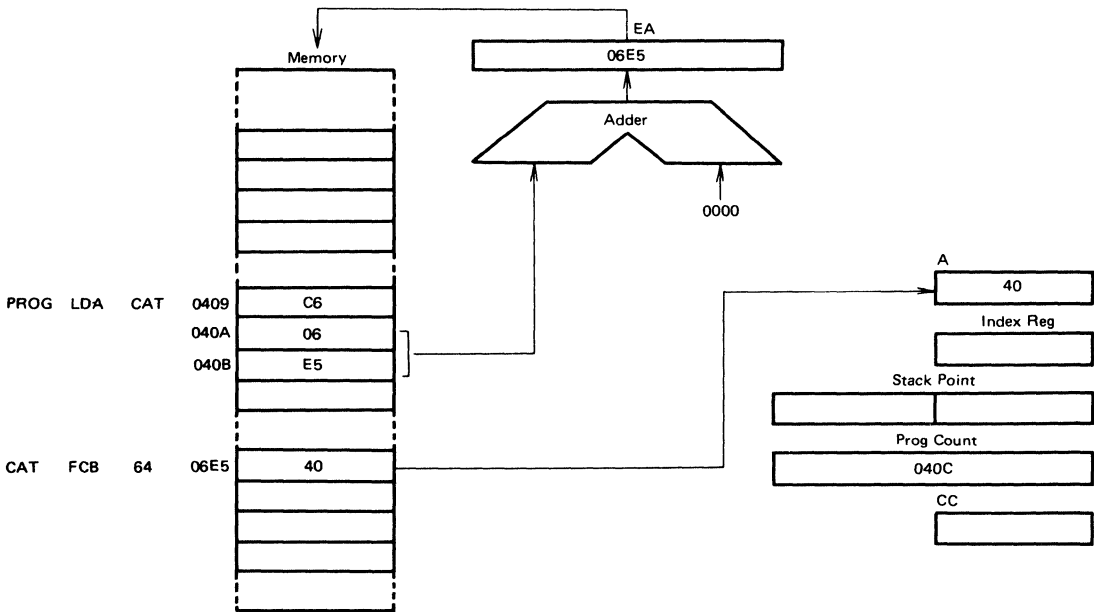 EA
06E5
Memory
Adder
0000
A
PROG LDA CAT 0409 C6
40
040A 06
Index Reg
040B E5
Stack Point
Prog Count
CAT FCB 64 06E5 40
040C
CC